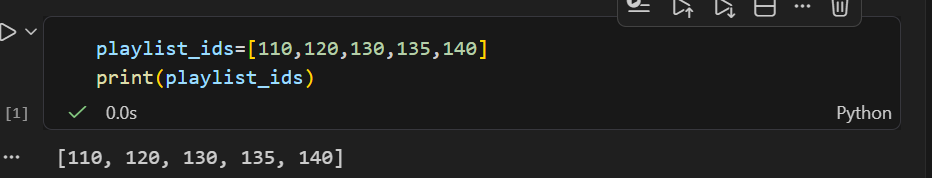 playlist_ids=[110,120,130,135,140]
print(playlist_ids)
[1]
0.0s
Python
[110, 120, 130, 135, 140]